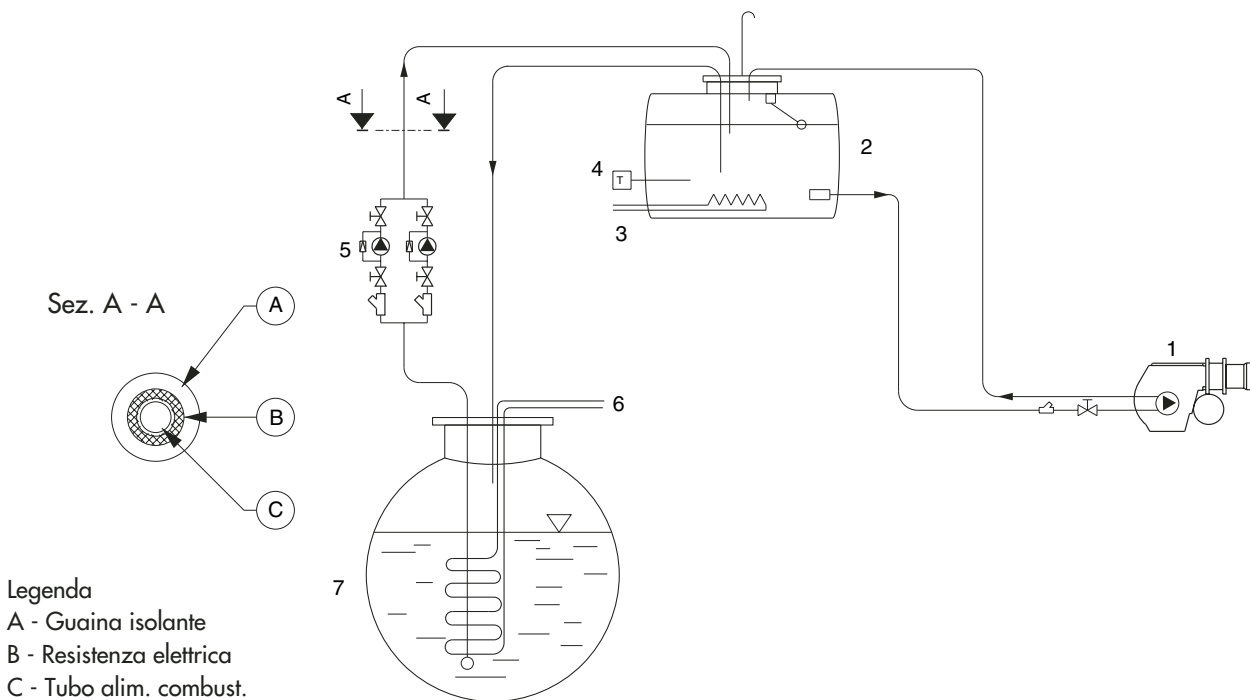 A
A
2
4
T
3
5
Sez. A - A
A
B
C
1
6
7
Legenda
A - Guaina isolante
B - Resistenza elettrica
C - Tubo alim. combust.